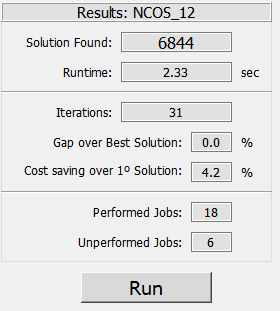 Results: NCOS_12
Solution Found: 6844
Runtime: 2.33 sec
Iterations: 31
Gap over Best Solution: 0.0 %
Cost saving over 1º Solution: 4.2 %
Performed Jobs: 18
Unperformed Jobs: 6
Run